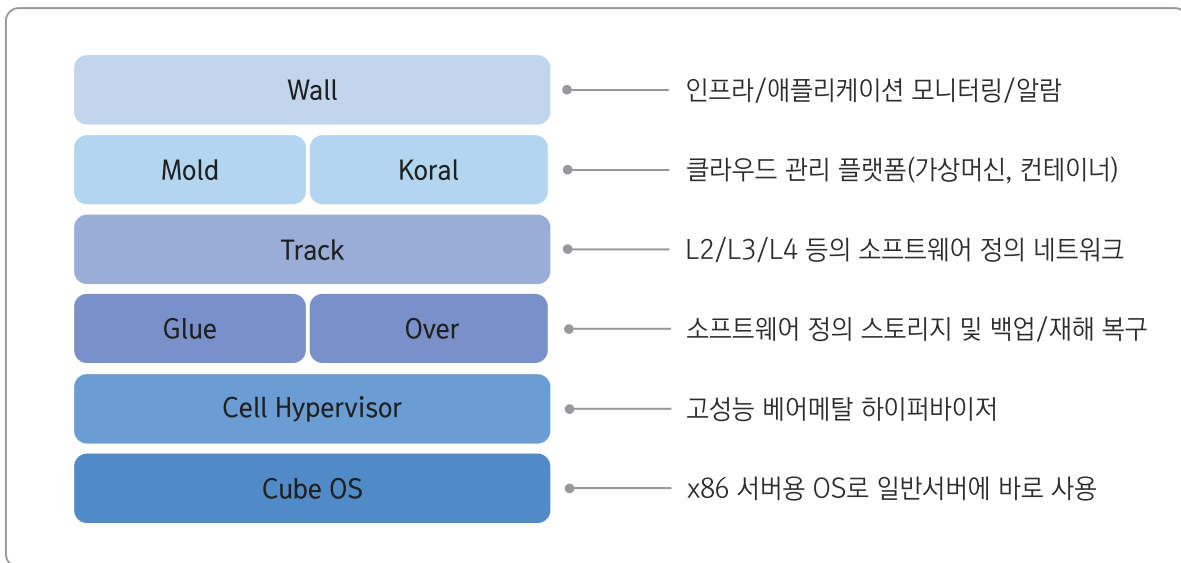 Wall
인프라/애플리케이션 모니터링/알람
Mold
Koral
클라우드 관리 플랫폼(가상머신, 컨테이너)
Track
L2/L3/L4 등의 소프트웨어 정의 네트워크
Glue
Over
소프트웨어 정의 스토리지 및 백업/재해 복구
Cell Hypervisor
고성능 베어메탈 하이퍼바이저
Cube OS
x86 서버용 OS로 일반서버에 바로 사용